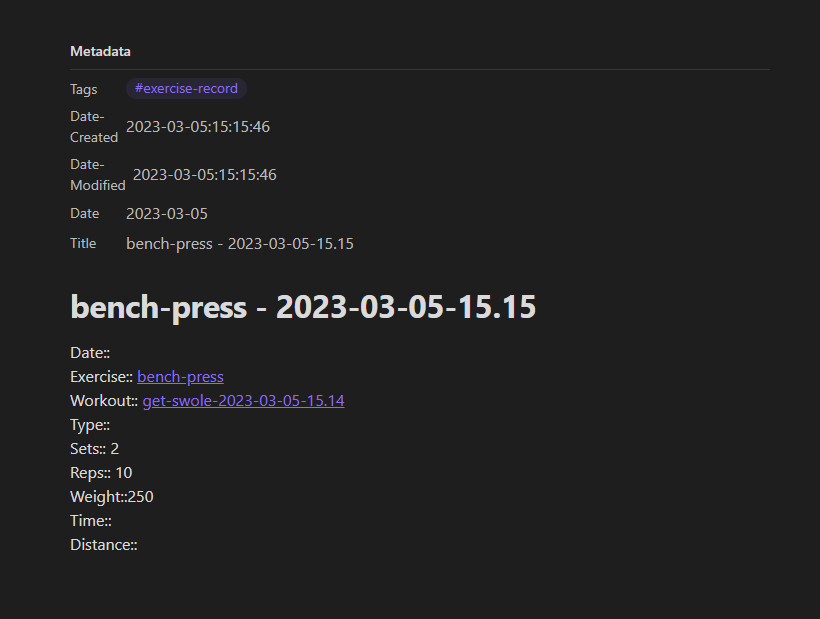 Metadata
Tags #exercise-record
Date-
Created 2023-03-05:15:15:46
Date-
Modified 2023-03-05:15:15:46
Date 2023-03-05
Title bench-press - 2023-03-05-15.15
bench-press - 2023-03-05-15.15
Date::
Exercise:: bench-press
Workout:: get-swole-2023-03-05-15.14
Type::
Sets:: 2
Reps:: 10
Weight::250
Time::
Distance::